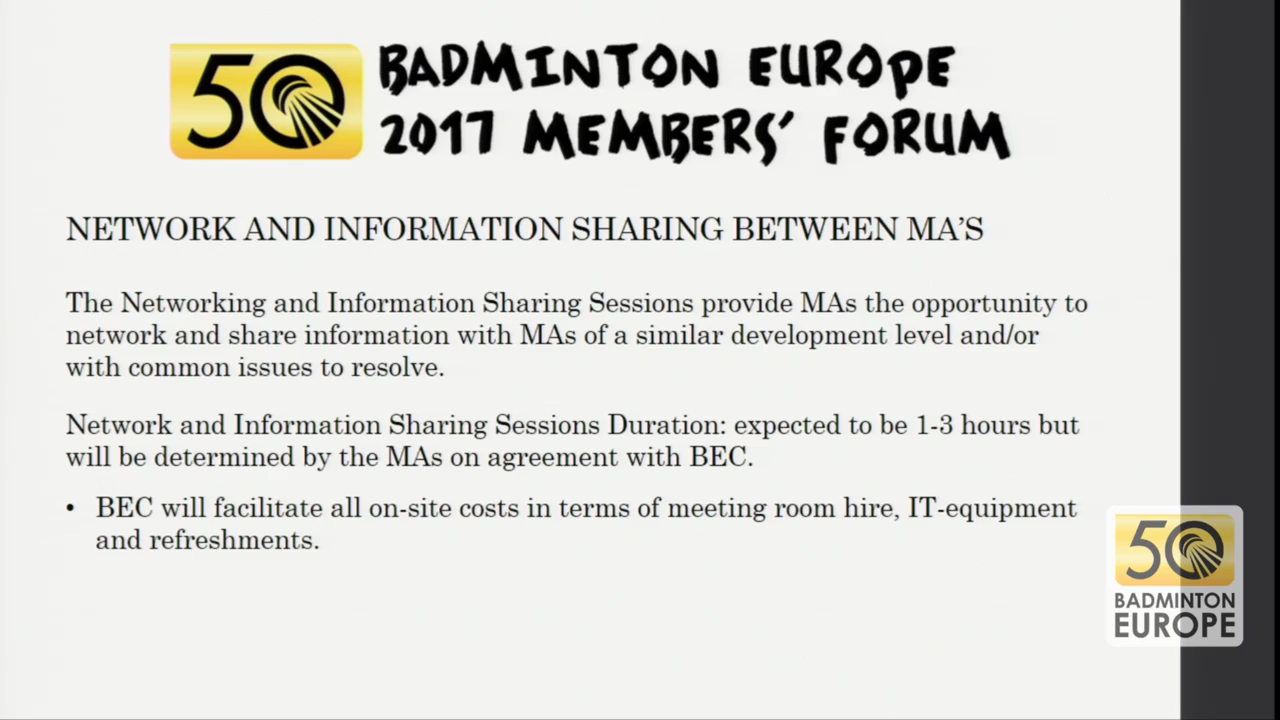 50 BADMINTON EUROPE
2017 MEMBERS' FORUM
NETWORK AND INFORMATION SHARING BETWEEN MA'S
The Networking and Information Sharing Sessions provide MAs the opportunity to
network and share information with MAs of a similar development level and/or
with common issues to resolve.
Network and Information Sharing Sessions Duration: expected to be 1-3 hours but
will be determined by the MAs on agreement with BEC.
• BEC will facilitate all on-site costs in terms of meeting room hire, IT-equipment
and refreshments.
50
BADMINTON
EUROPE